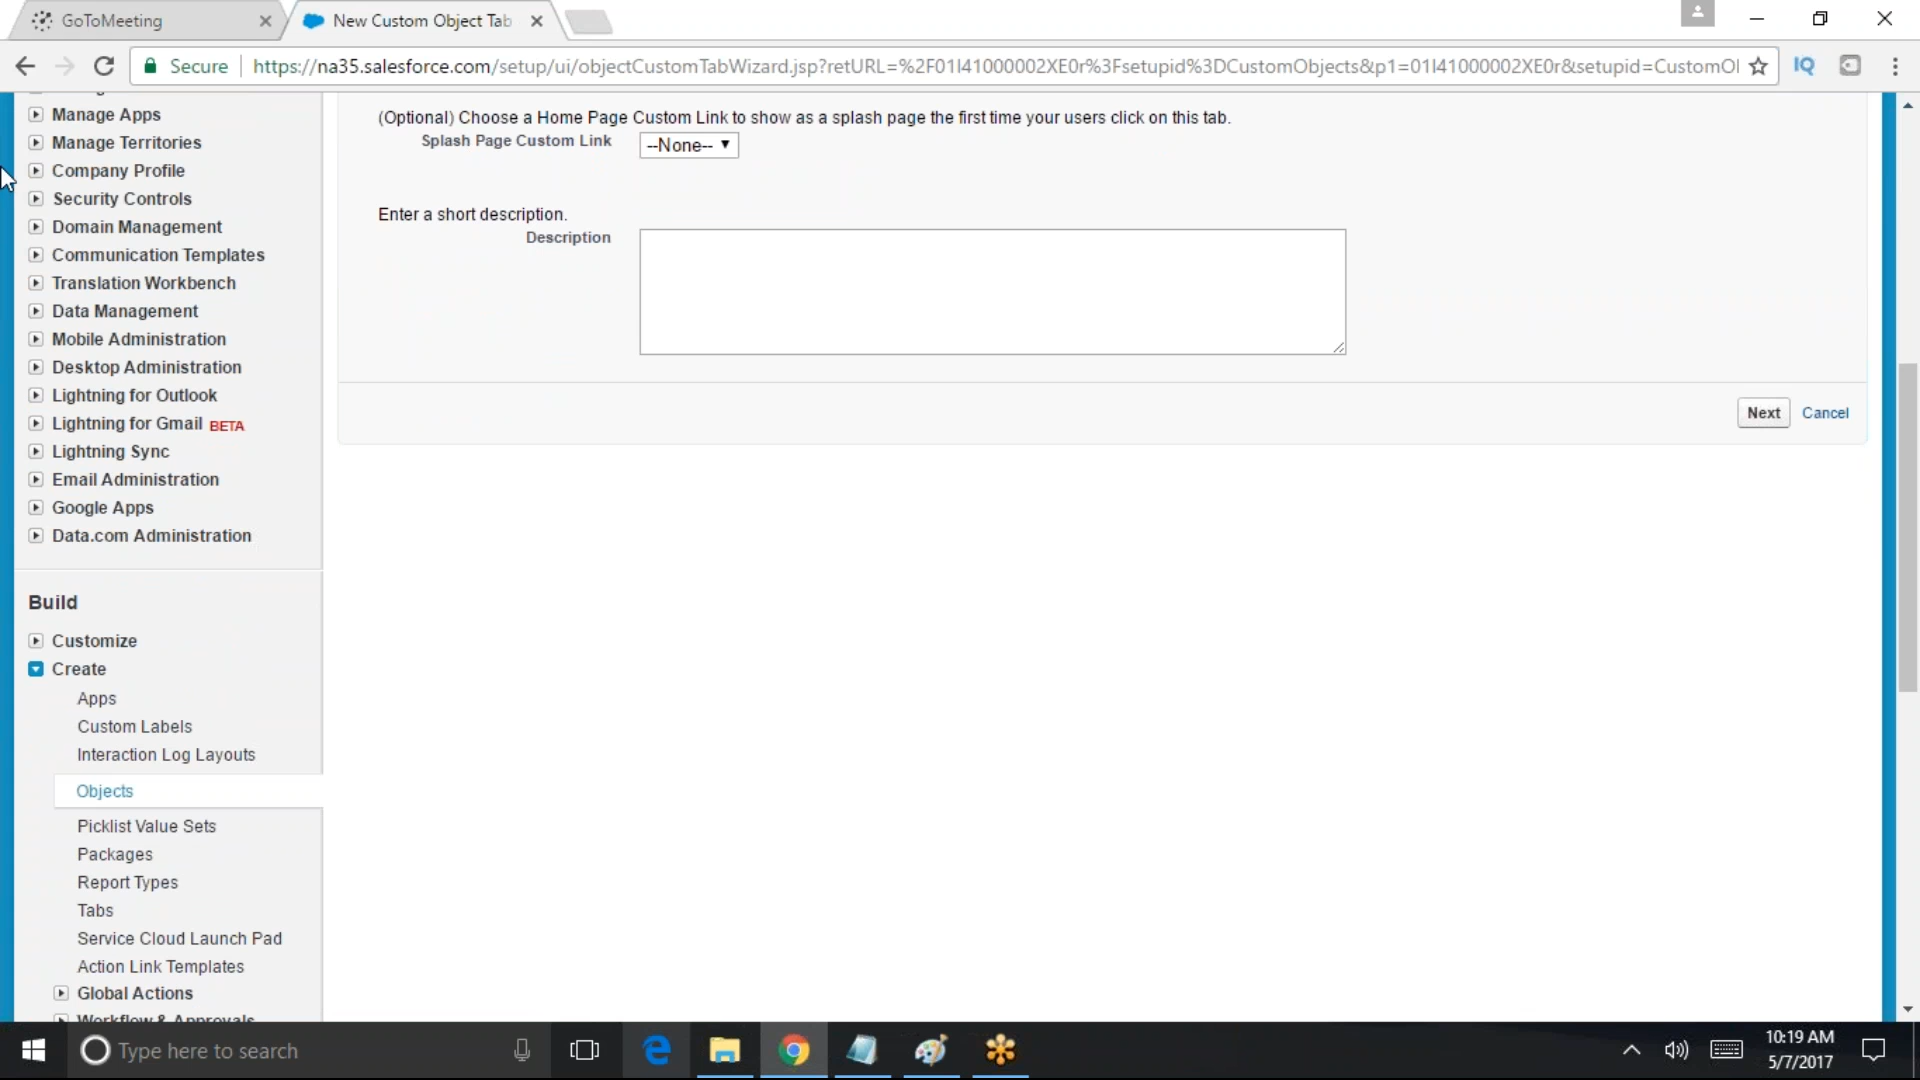 GoToMeeting
New Custom Object Tab
Secure
https://na35.salesforce.com/setup/ui/objectCustomTabWizard.jsp?retURL=%2F01I41000002XE0r%3Fsetupid%3DCustomObjects&p1=01I41000002XE0r&setupid=CustomOl
IQ
Manage Apps
Manage Territories
Company Profile
Security Controls
Domain Management
Communication Templates
Translation Workbench
Data Management
Mobile Administration
Desktop Administration
Lightning for Outlook
Lightning for Gmail BETA
Lightning Sync
Email Administration
Google Apps
Data.com Administration
Build
Customize
Create
Apps
Custom Labels
Interaction Log Layouts
Objects
Picklist Value Sets
Packages
Report Types
Tabs
Service Cloud Launch Pad
Action Link Templates
Global Actions
Workflow & Approvals
(Optional) Choose a Home Page Custom Link to show as a splash page the first time your users click on this tab.
Splash Page Custom Link
--None--
Enter a short description.
Description
Next
Cancel
Type here to search
10:19 AM
5/7/2017